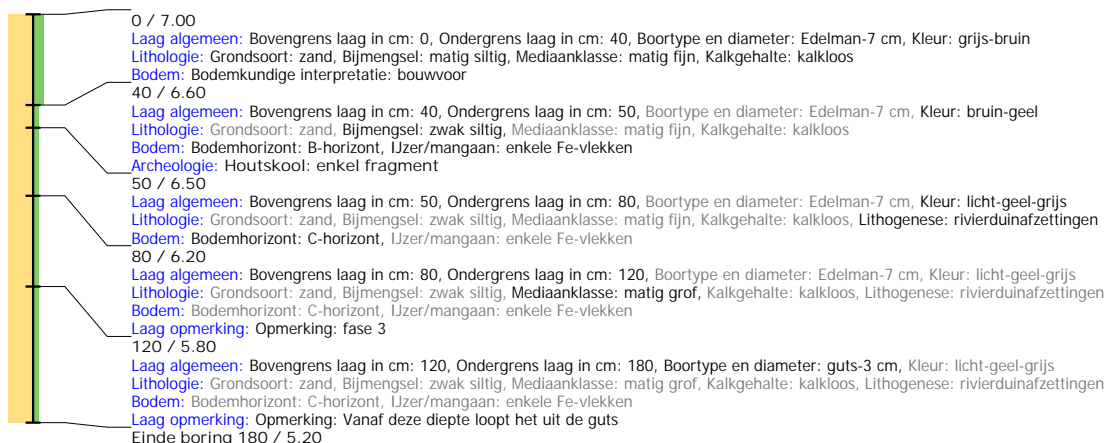 0 / 7.00
Laag algemeen: Bovengrens laag in cm: 0, Ondergrens laag in cm: 40, Boortype en diameter: Edelman-7 cm, Kleur: grijs-bruin
Lithologie: Grondsoort: zand, Bijmengsel: matig siltig, Mediaanklasse: matig fijn, Kalkgehalte: kalkloos
Bodem: Bodemkundige interpretatie: bouwvoor
40 / 6.60
Laag algemeen: Bovengrens laag in cm: 40, Ondergrens laag in cm: 50, Boortype en diameter: Edelman-7 cm, Kleur: bruin-geel
Lithologie: Grondsoort: zand, Bijmengsel: zwak siltig, Mediaanklasse: matig fijn, Kalkgehalte: kalkloos
Bodem: Bodemhorizont: B-horizont, IJzer/mangaan: enkele Fe-vlekken
Archeologie: Houtskool: enkel fragment
50 / 6.50
Laag algemeen: Bovengrens laag in cm: 50, Ondergrens laag in cm: 80, Boortype en diameter: Edelman-7 cm, Kleur: licht-geel-grijs
Lithologie: Grondsoort: zand, Bijmengsel: zwak siltig, Mediaanklasse: matig fijn, Kalkgehalte: kalkloos, Lithogenese: rivierduinafzettingen
Bodem: Bodemhorizont: C-horizont, IJzer/mangaan: enkele Fe-vlekken
80 / 6.20
Laag algemeen: Bovengrens laag in cm: 80, Ondergrens laag in cm: 120, Boortype en diameter: Edelman-7 cm, Kleur: licht-geel-grijs
Lithologie: Grondsoort: zand, Bijmengsel: zwak siltig, Mediaanklasse: matig grof, Kalkgehalte: kalkloos, Lithogenese: rivierduinafzettingen
Bodem: Bodemhorizont: C-horizont, IJzer/mangaan: enkele Fe-vlekken
Laag opmerking: Opmerking: fase 3
120 / 5.80
Laag algemeen: Bovengrens laag in cm: 120, Ondergrens laag in cm: 180, Boortype en diameter: guts-3 cm, Kleur: licht-geel-grijs
Lithologie: Grondsoort: zand, Bijmengsel: zwak siltig, Mediaanklasse: matig grof, Kalkgehalte: kalkloos, Lithogenese: rivierduinafzettingen
Bodem: Bodemhorizont: C-horizont, IJzer/mangaan: enkele Fe-vlekken
Laag opmerking: Opmerking: Vanaf deze diepte loopt het uit de guts
Einde boring 180 / 5.20